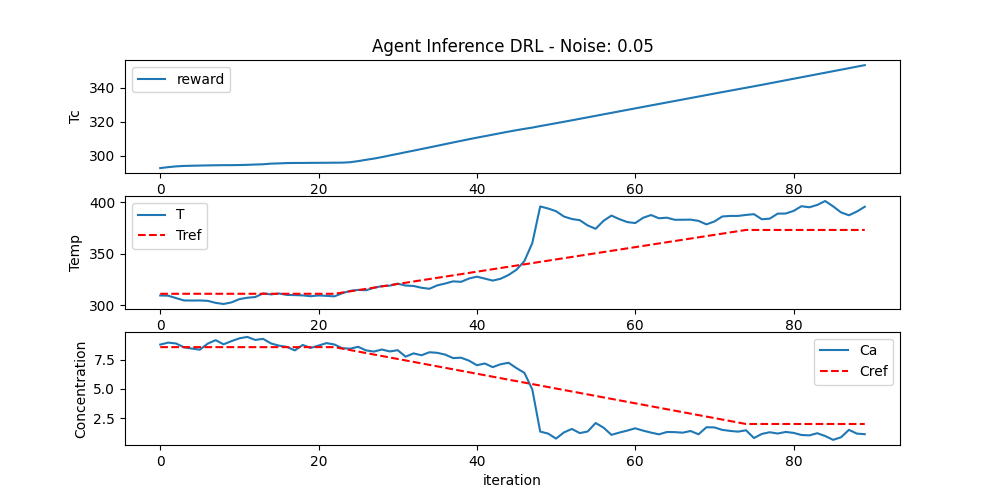 Agent Inference DRL - Noise: 0.05
reward
Tc
340
320
300
0 20 40 60 80
T
Tref
Temp
400
350
300
0 20 40 60 80
Ca
Cref
Concentration
7.5
5.0
2.5
0 20 40 60 80
iteration